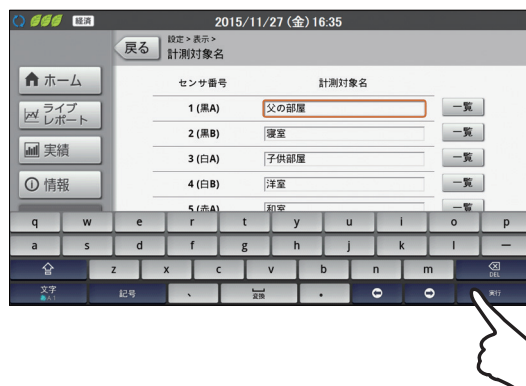 経済 2015/11/27 (金) 16:35
戻る 設定 > 表示 >
計測対象名
ホーム
ライブ
レポート
実績
情報
センサ番号 計測対象名
1 (黒A) 父の部屋 一覧
2 (黒B) 寝室 一覧
3 (白A) 子供部屋 一覧
4 (白B) 洋室 一覧
5 (赤A) 和室 一覧
q w e r t y u i o p
a s d f g h j k l ー
z x c v b n m DEL
文字 記号 、 変換 . 実行
あA1